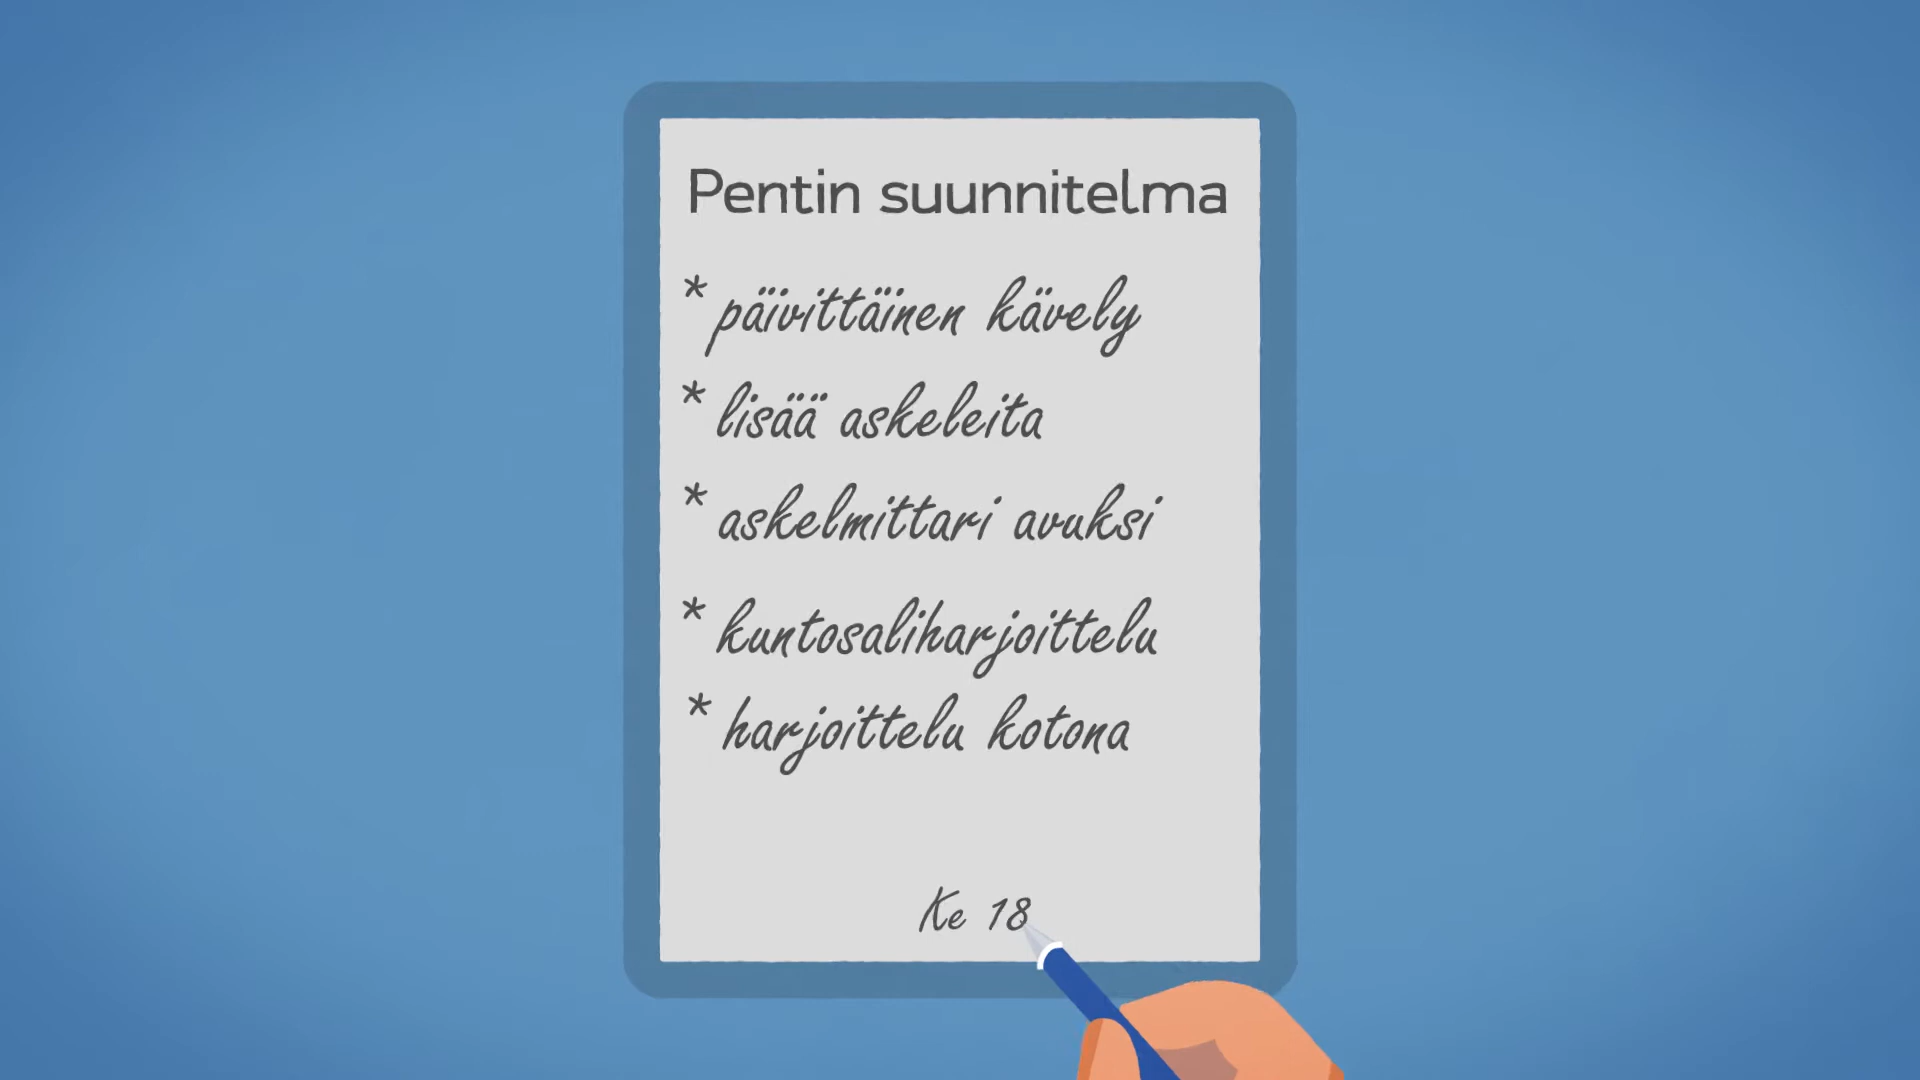 Pentin suunnitelma
* päivittäinen kävely
* lisää askeleita
* askelmittari avuksi
* kuntosaliharjoittelu
* harjoittelu kotona
Ke 18